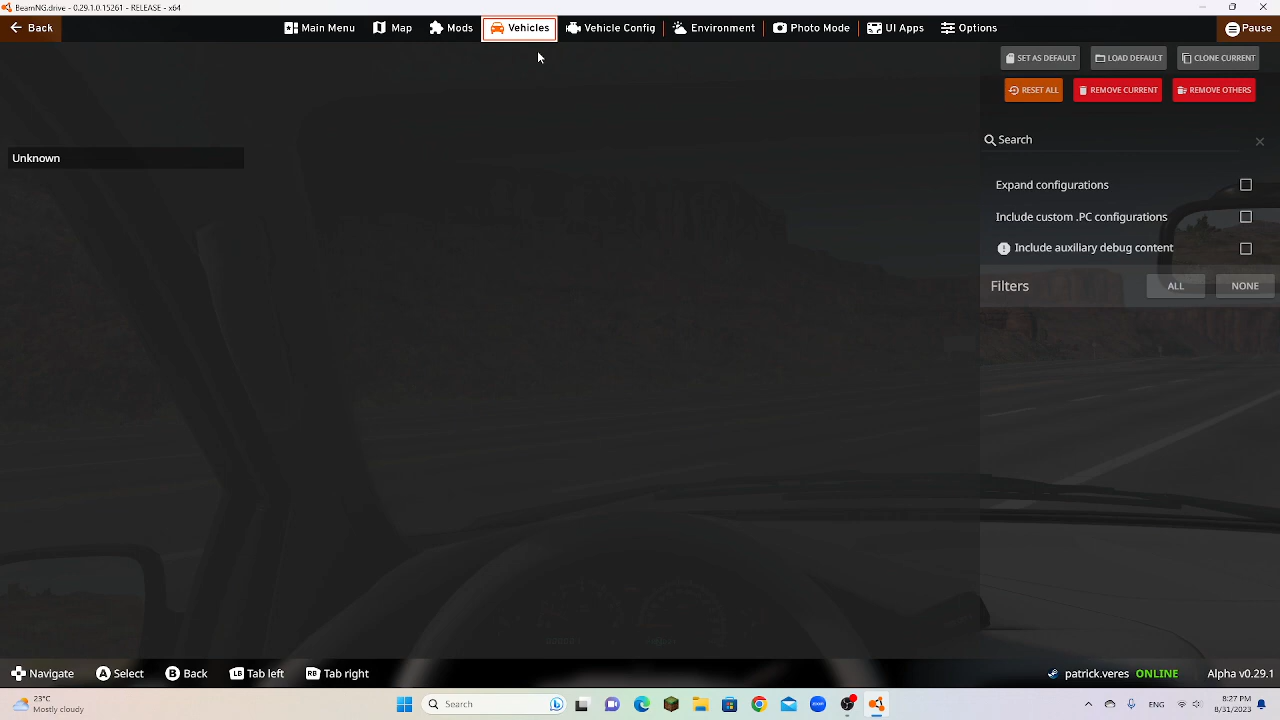 BeamNG.drive - 0.29.1.0.15261 - RELEASE - x64
Back
Main Menu
Map
Mods
Vehicles
Vehicle Config
Environment
Photo Mode
UI Apps
Options
Pause
SET AS DEFAULT
LOAD DEFAULT
CLONE CURRENT
RESET ALL
REMOVE CURRENT
REMOVE OTHERS
Search
Unknown
Expand configurations
Include custom .PC configurations
Include auxiliary debug content
Filters
ALL
NONE
Navigate
A Select
B Back
LB Tab left
RB Tab right
patrick.veres ONLINE
Alpha v0.29.1
23°C
Mostly cloudy
Search
zoom
ENG
8:27 PM
8/31/2023